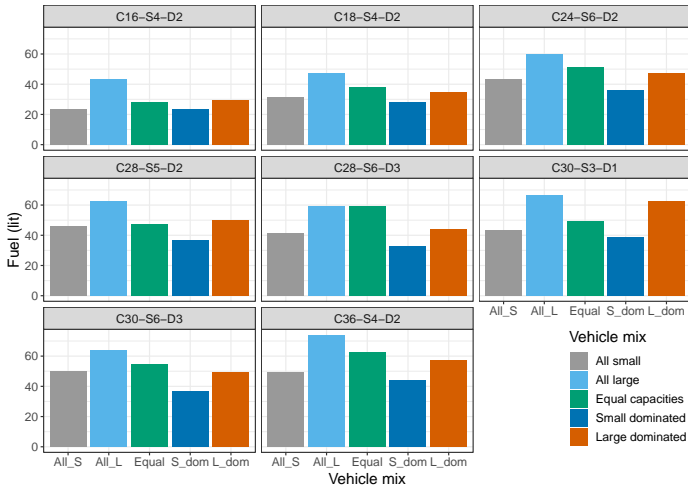 C16-S4-D2
C18-S4-D2
C24-S6-D2
60
40
20
0
C28-S5-D2
C28-S6-D3
C30-S3-D1
60
40
20
0
Fuel (lit)
All_S All_L Equal S_dom L_dom
C30-S6-D3
C36-S4-D2
60
40
20
0
All_S All_L Equal S_dom L_dom
All_S All_L Equal S_dom L_dom
Vehicle mix
Vehicle mix
All small
All large
Equal capacities
Small dominated
Large dominated